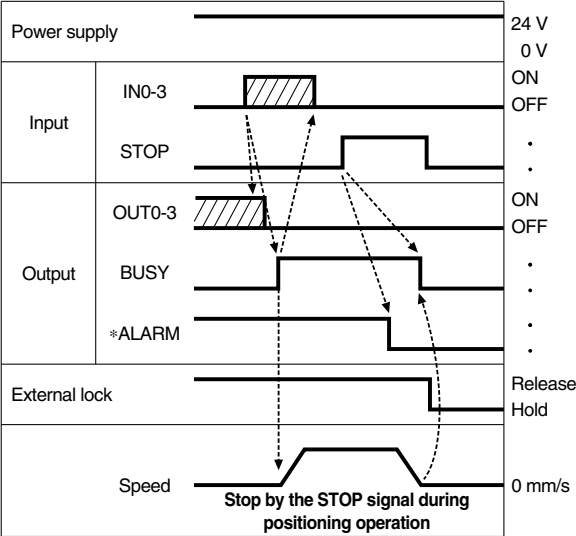 Power supply
24 V
0 V
Input
IN0-3
ON
OFF
STOP
Output
OUT0-3
ON
OFF
BUSY
*ALARM
External lock
Release
Hold
Speed
0 mm/s
Stop by the STOP signal during
positioning operation